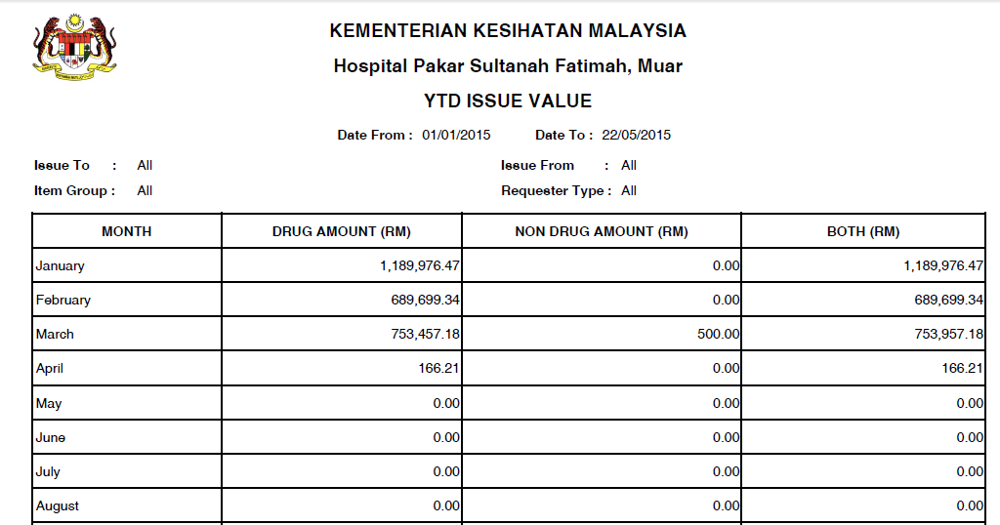 KEMENTERIAN KESIHATAN MALAYSIA
Hospital Pakar Sultanah Fatimah, Muar
YTD ISSUE VALUE
Date From : 01/01/2015 Date To : 22/05/2015
Issue To : All Issue From : All
Item Group : All Requester Type : All
MONTH DRUG AMOUNT (RM) NON DRUG AMOUNT (RM) BOTH (RM)
January 1,189,976.47 0.00 1,189,976.47
February 689,699.34 0.00 689,699.34
March 753,457.18 500.00 753,957.18
April 166.21 0.00 166.21
May 0.00 0.00 0.00
June 0.00 0.00 0.00
July 0.00 0.00 0.00
August 0.00 0.00 0.00